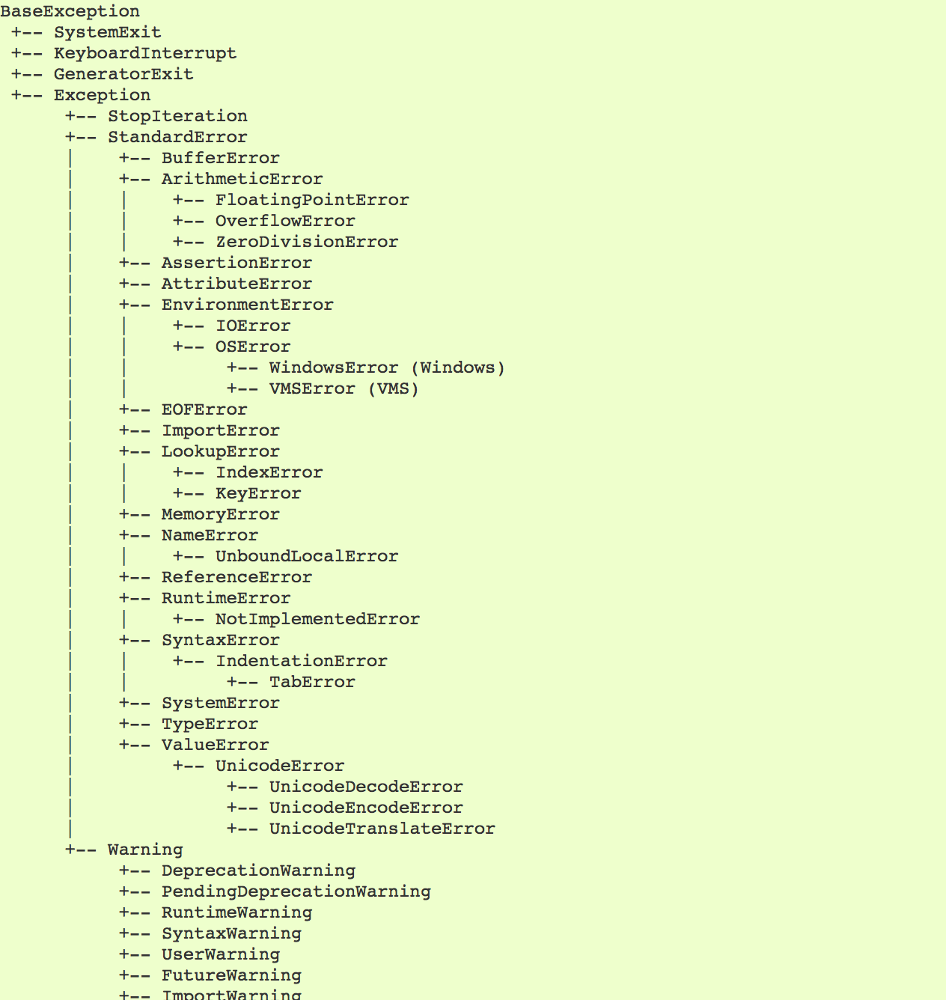 BaseException
 +-- SystemExit
 +-- KeyboardInterrupt
 +-- GeneratorExit
 +-- Exception
      +-- StopIteration
      +-- StandardError
      |    +-- BufferError
      |    +-- ArithmeticError
      |    |    +-- FloatingPointError
      |    |    +-- OverflowError
      |    |    +-- ZeroDivisionError
      |    +-- AssertionError
      |    +-- AttributeError
      |    +-- EnvironmentError
      |    |    +-- IOError
      |    |    +-- OSError
      |    |         +-- WindowsError (Windows)
      |    |         +-- VMSError (VMS)
      |    +-- EOFError
      |    +-- ImportError
      |    +-- LookupError
      |    |    +-- IndexError
      |    |    +-- KeyError
      |    +-- MemoryError
      |    +-- NameError
      |    |    +-- UnboundLocalError
      |    +-- ReferenceError
      |    +-- RuntimeError
      |    |    +-- NotImplementedError
      |    +-- SyntaxError
      |    |    +-- IndentationError
      |    |         +-- TabError
      |    +-- SystemError
      |    +-- TypeError
      |    +-- ValueError
      |         +-- UnicodeError
      |              +-- UnicodeDecodeError
      |              +-- UnicodeEncodeError
      |              +-- UnicodeTranslateError
      +-- Warning
           +-- DeprecationWarning
           +-- PendingDeprecationWarning
           +-- RuntimeWarning
           +-- SyntaxWarning
           +-- UserWarning
           +-- FutureWarning
           +-- ImportWarning